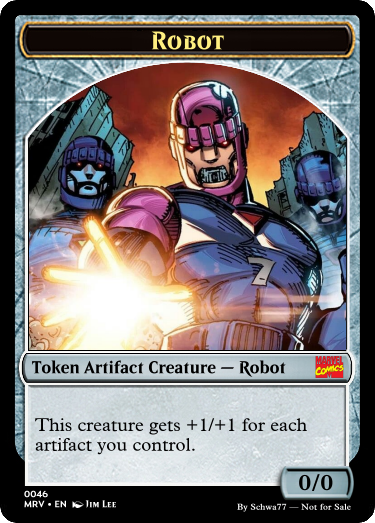 ROBOT
7
Token Artifact Creature — Robot
MARVEL
COMICS
This creature gets +1/+1 for each
artifact you control.
0/0
0046
MRV • EN JIM LEE
By Schwa77 — Not for Sale